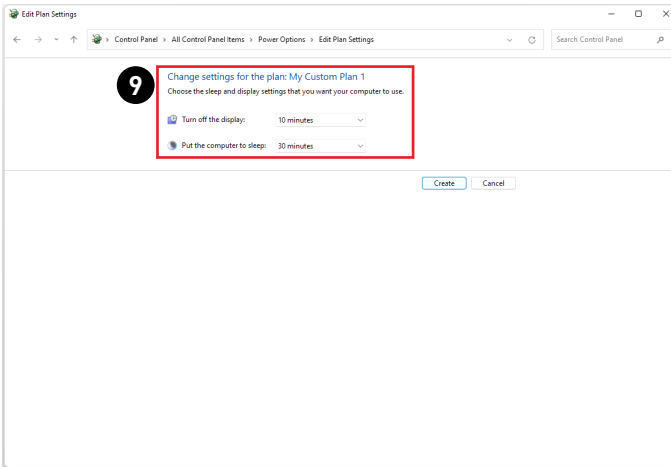 Edit Plan Settings
Control Panel > All Control Panel Items > Power Options > Edit Plan Settings
Search Control Panel
9
Change settings for the plan: My Custom Plan 1
Choose the sleep and display settings that you want your computer to use.
Turn off the display: 10 minutes
Put the computer to sleep: 30 minutes
Create Cancel